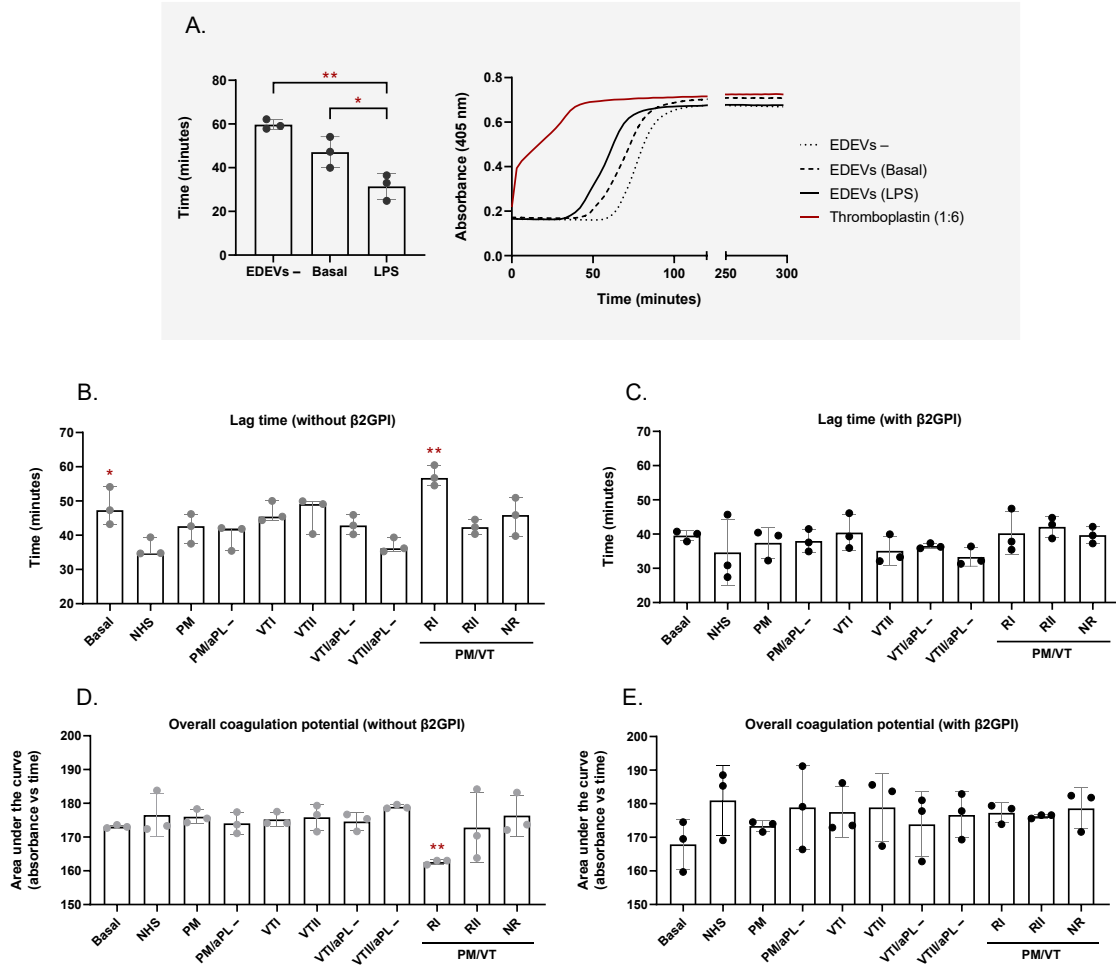 A.
**
*
80
60
40
20
0
Time (minutes)
EDEVs – Basal LPS
0.8
0.6
0.4
0.2
0.0
Absorbance (405 nm)
0 50 100 250 300
Time (minutes)
EDEVs –
EDEVs (Basal)
EDEVs (LPS)
Thromboplastin (1:6)
B.
Lag time (without β2GPI)
70
60
50
40
30
20
Time (minutes)
*
**
Basal NHS PM PM/aPL – VTI VTII VTI/aPL – VTII/aPL – RI RII NR
PM/VT
C.
Lag time (with β2GPI)
70
60
50
40
30
20
Time (minutes)
Basal NHS PM PM/aPL – VTI VTII VTI/aPL – VTII/aPL – RI RII NR
PM/VT
D.
Overall coagulation potential (without β2GPI)
200
190
180
170
160
150
Area under the curve
(absorbance vs time)
**
Basal NHS PM PM/aPL – VTI VTII VTI/aPL – VTII/aPL – RI RII NR
PM/VT
E.
Overall coagulation potential (with β2GPI)
200
190
180
170
160
150
Area under the curve
(absorbance vs time)
Basal NHS PM PM/aPL – VTI VTII VTI/aPL – VTII/aPL – RI RII NR
PM/VT